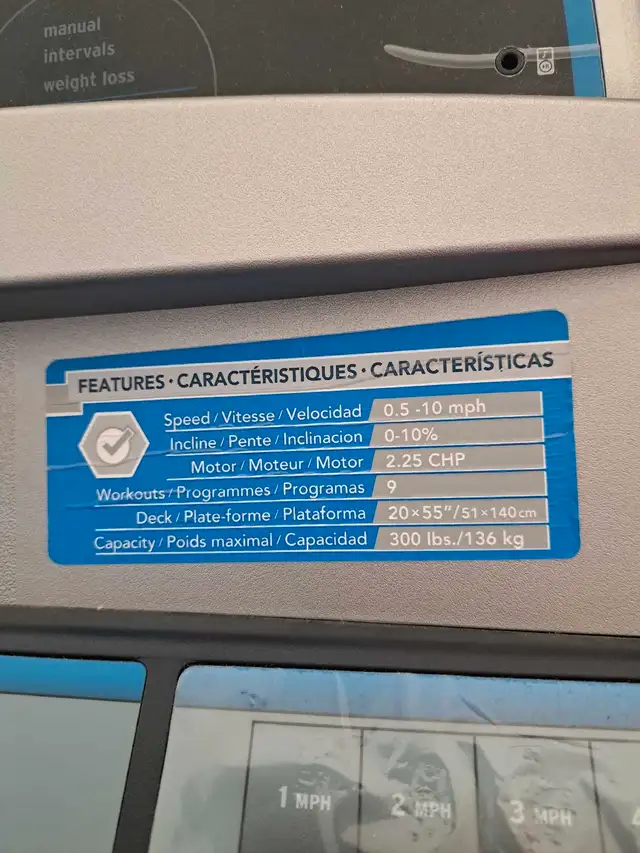 manual
intervals
weight loss
FEATURES · CARACTÉRISTIQUES · CARACTERÍSTICAS
Speed / Vitesse / Velocidad 0.5 -10 mph
Incline / Pente / Inclinacion 0-10%
Motor / Moteur / Motor 2.25 CHP
Workouts / Programmes / Programas 9
Deck / Plate-forme / Plataforma 20×55"/51×140cm
Capacity / Poids maximal / Capacidad 300 lbs./136 kg
1 MPH 2 MPH 3 MPH